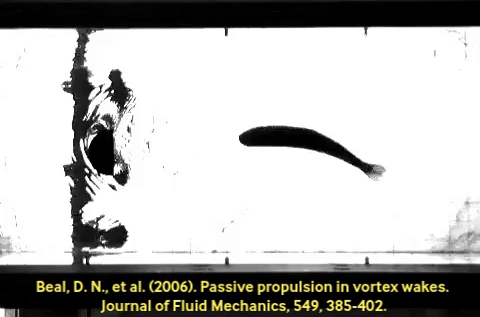 Beal, D. N., et al. (2006). Passive propulsion in vortex wakes.
Journal of Fluid Mechanics, 549, 385-402.